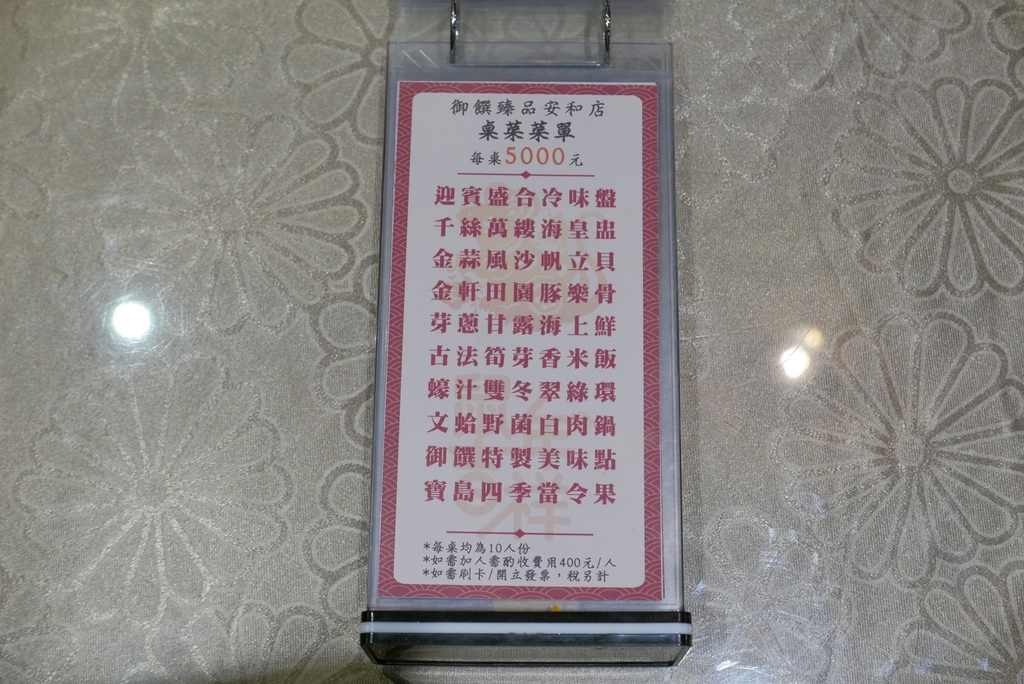 御饌臻品安和店
桌菜菜單
每桌5000元
迎賓盛合冷味盤
千絲萬縷海皇盅
金蒜風沙帆立貝
金軒田園豚樂骨
芽蔥甘露海上鮮
古法筍芽香米飯
蠔汁雙冬翠綠環
文蛤野菌白肉鍋
御饌特製美味點
寶島四季當令果
*每桌均為10人份
*如需加人需酌收費用400元/人
*如需刷卡/開立發票，稅另計